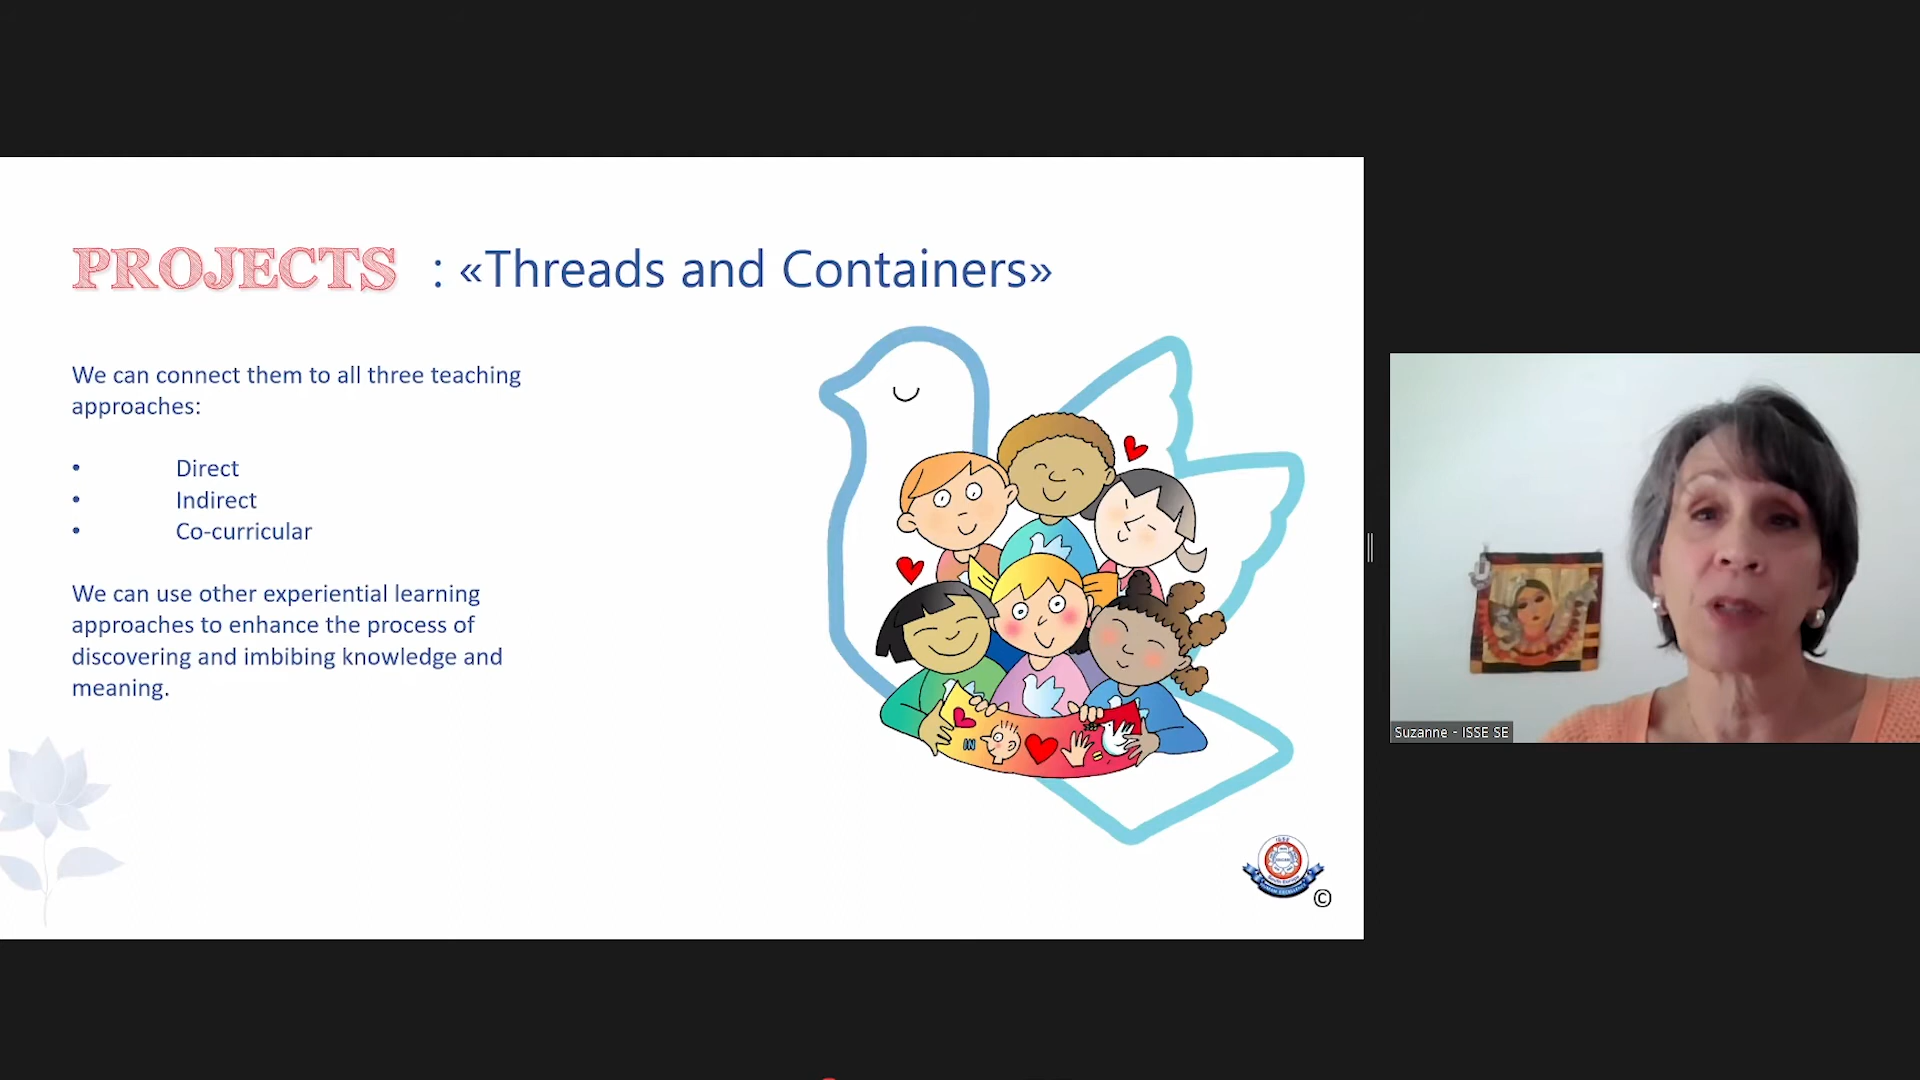 PROJECTS : «Threads and Containers»
We can connect them to all three teaching
approaches:
• Direct
• Indirect
• Co-curricular
We can use other experiential learning
approaches to enhance the process of
discovering and imbibing knowledge and
meaning.
IN
©
Suzanne - ISSE SE